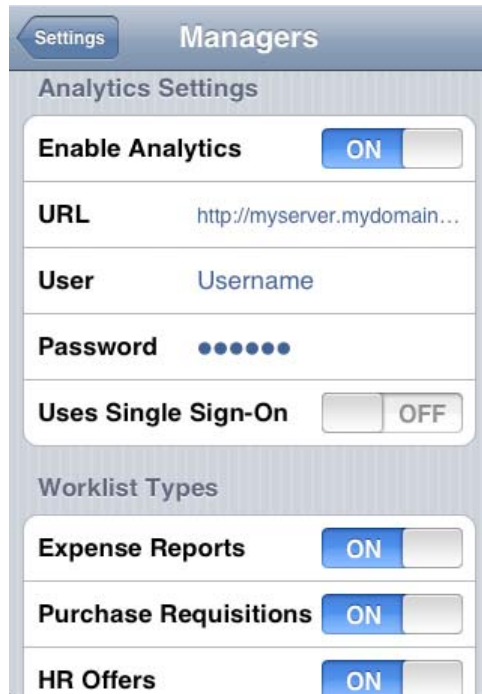 Settings
Managers
Analytics Settings
Enable Analytics ON
URL http://myserver.mydomain...
User Username
Password ●●●●●●
Uses Single Sign-On OFF
Worklist Types
Expense Reports ON
Purchase Requisitions ON
HR Offers ON